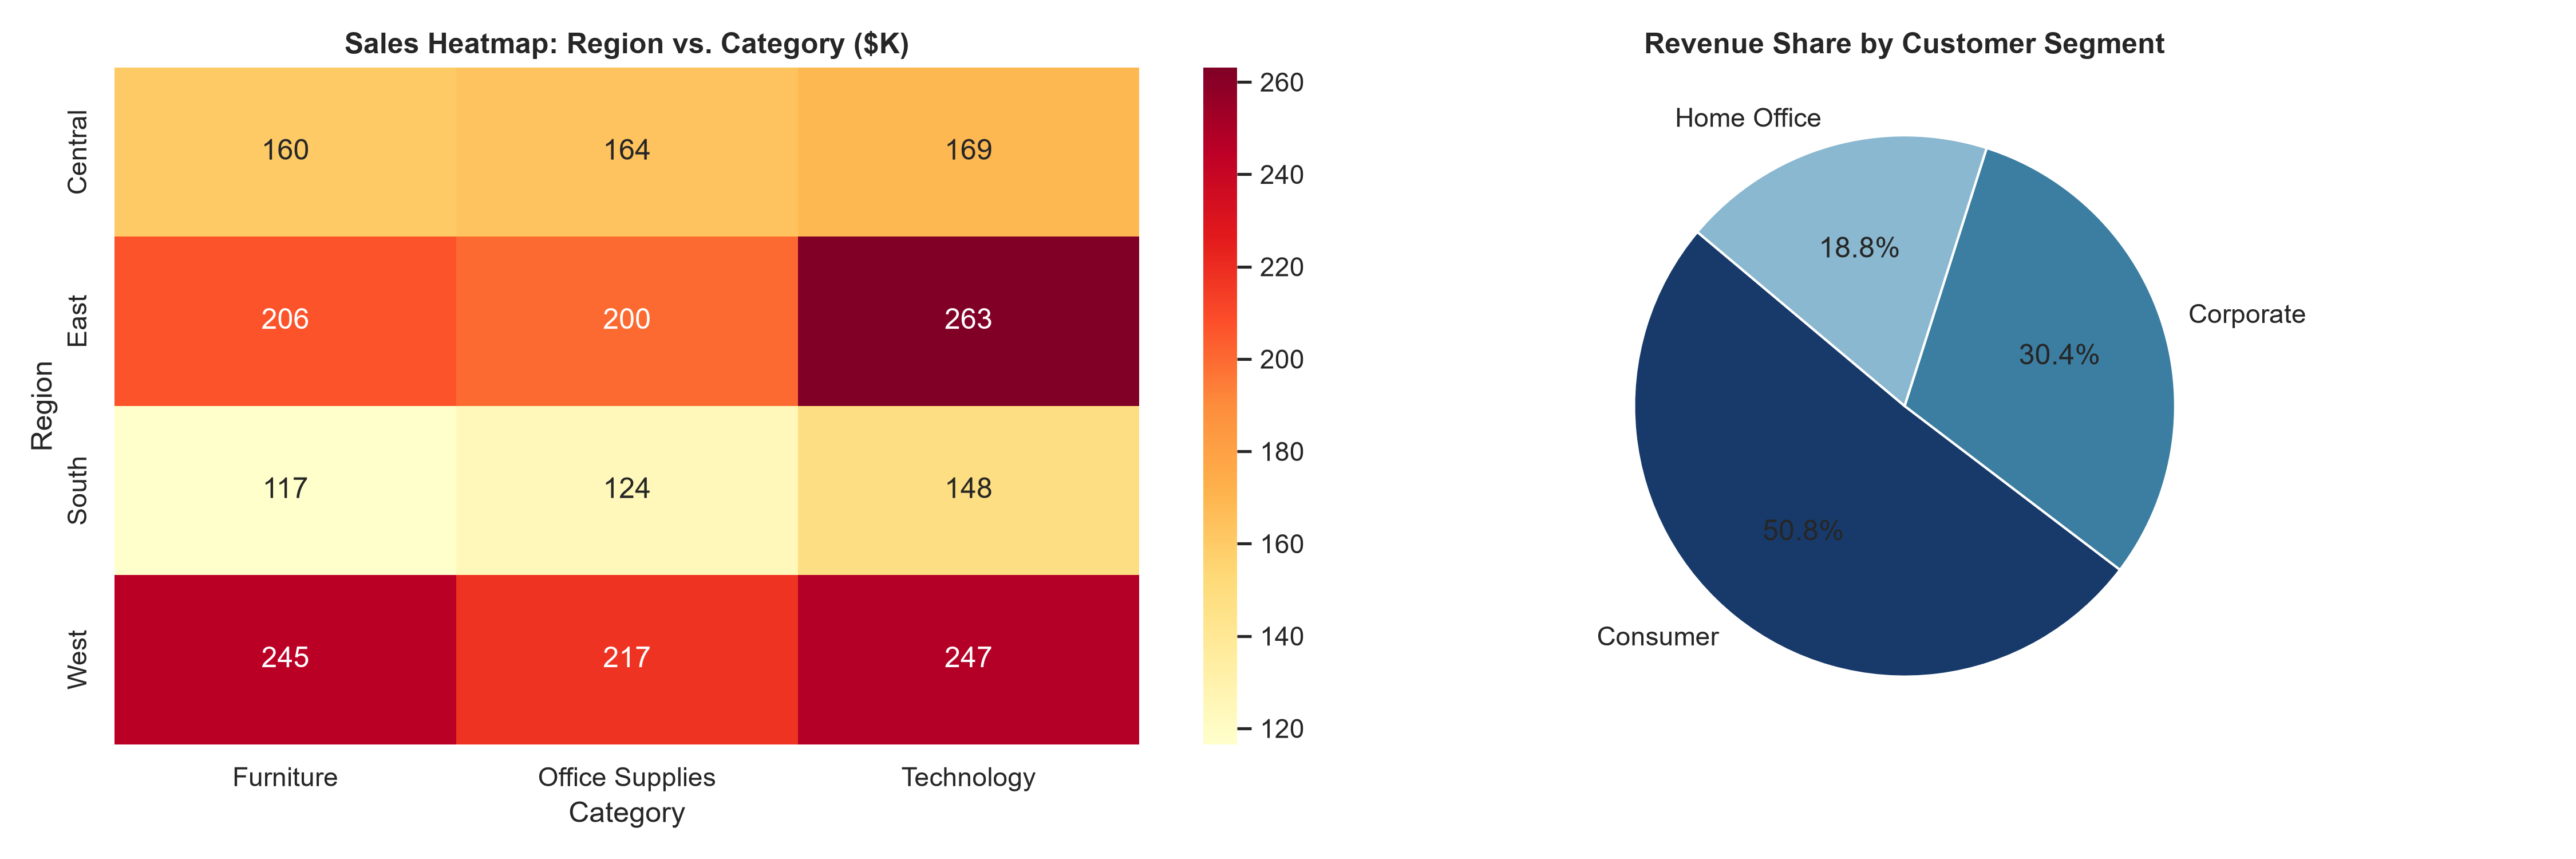 Sales Heatmap: Region vs. Category ($K)
Region
Central
160 164 169
East
206 200 263
South
117 124 148
West
245 217 247
Furniture Office Supplies Technology
Category
260
240
220
200
180
160
140
120
Revenue Share by Customer Segment
Home Office
18.8%
Corporate
30.4%
50.8%
Consumer